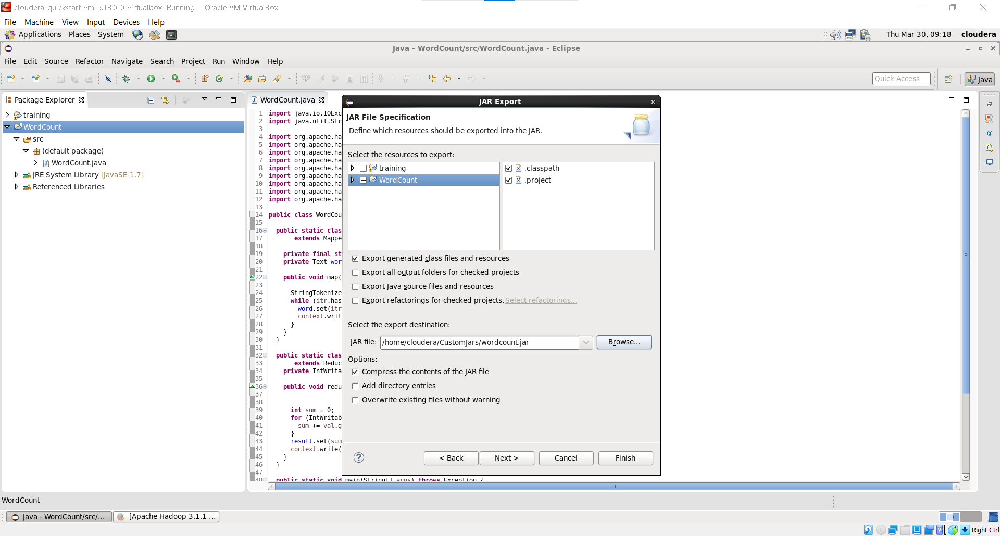 cloudera-quickstart-vm-5.13.0-0-virtualbox [Running] - Oracle VM VirtualBox
File Machine View Input Devices Help
Applications Places System Thu Mar 30, 09:18 cloudera
Java - WordCount/src/WordCount.java - Eclipse
File Edit Source Refactor Navigate Search Project Run Window Help
Quick Access Java
Package Explorer
training
WordCount
src
(default package)
WordCount.java
JRE System Library [JavaSE-1.7]
Referenced Libraries
WordCount.java
1 import java.io.IOExc
2 import java.util.Str
3
4 import org.apache.ha
5 import org.apache.ha
6 import org.apache.ha
7 import org.apache.ha
8 import org.apache.ha
9 import org.apache.ha
10 import org.apache.ha
11 import org.apache.ha
12 import org.apache.ha
13
14 public class WordCou
15
16 public static clas
17 extends Mappe
18
19 private final st
20 private Text wor
21
22 public void map(
23
24 StringTokenize
25 while (itr.has
26 word.set(itr
27 context.writ
28 }
29 }
30 }
31
32 public static clas
33 extends Reduc
34 private IntWrita
35
36 public void redu
37
38
39 int sum = 0;
40 for (IntWritab
41 sum += val.g
42 }
43 result.set(sum
44 context.write(
45 }
46 }
47
48 public static void main(String[] args) throws Exception {
JAR Export
JAR File Specification
Define which resources should be exported into the JAR.
Select the resources to export:
training
WordCount
.classpath
.project
Export generated class files and resources
Export all output folders for checked projects
Export Java source files and resources
Export refactorings for checked projects. Select refactorings...
Select the export destination:
JAR file: /home/cloudera/CustomJars/wordcount.jar Browse...
Options:
Compress the contents of the JAR file
Add directory entries
Overwrite existing files without warning
< Back Next > Cancel Finish
WordCount
Java - WordCount/src/... [Apache Hadoop 3.1.1 ...
Right Ctrl